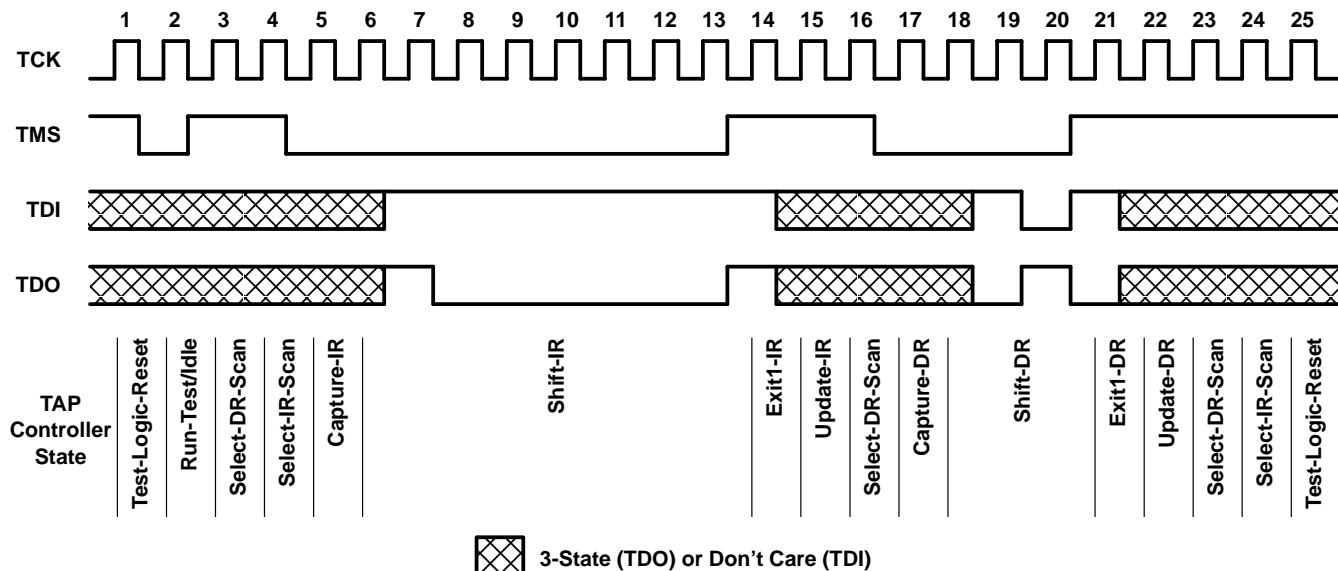 1 2 3 4 5 6 7 8 9 10 11 12 13 14 15 16 17 18 19 20 21 22 23 24 25
TCK
TMS
TDI
TDO
TAP
Controller
State
Test-Logic-Reset
Run-Test/Idle
Select-DR-Scan
Select-IR-Scan
Capture-IR
Shift-IR
Exit1-IR
Update-IR
Select-DR-Scan
Capture-DR
Shift-DR
Exit1-DR
Update-DR
Select-DR-Scan
Select-IR-Scan
Test-Logic-Reset
3-State (TDO) or Don't Care (TDI)